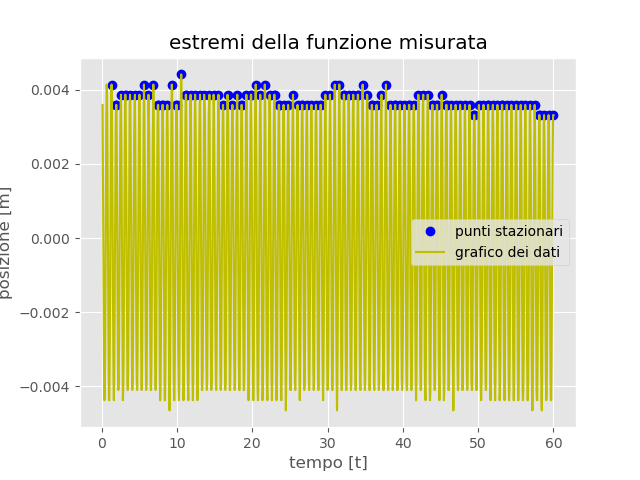 estremi della funzione misurata
posizione [m]
0.004
0.002
0.000
−0.002
−0.004
punti stazionari
grafico dei dati
0
10
20
30
40
50
60
tempo [t]